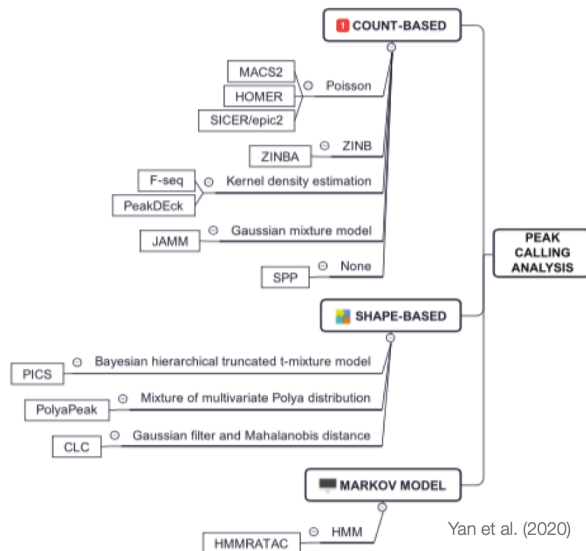 1 COUNT-BASED
MACS2
HOMER
SICER/epic2
Poisson
ZINBA
ZINB
F-seq
PeakDEck
Kernel density estimation
JAMM
Gaussian mixture model
SPP
None
PEAK
CALLING
ANALYSIS
SHAPE-BASED
PICS
Bayesian hierarchical truncated t-mixture model
PolyaPeak
Mixture of multivariate Polya distribution
CLC
Gaussian filter and Mahalanobis distance
MARKOV MODEL
HMMRATAC
HMM
Yan et al. (2020)